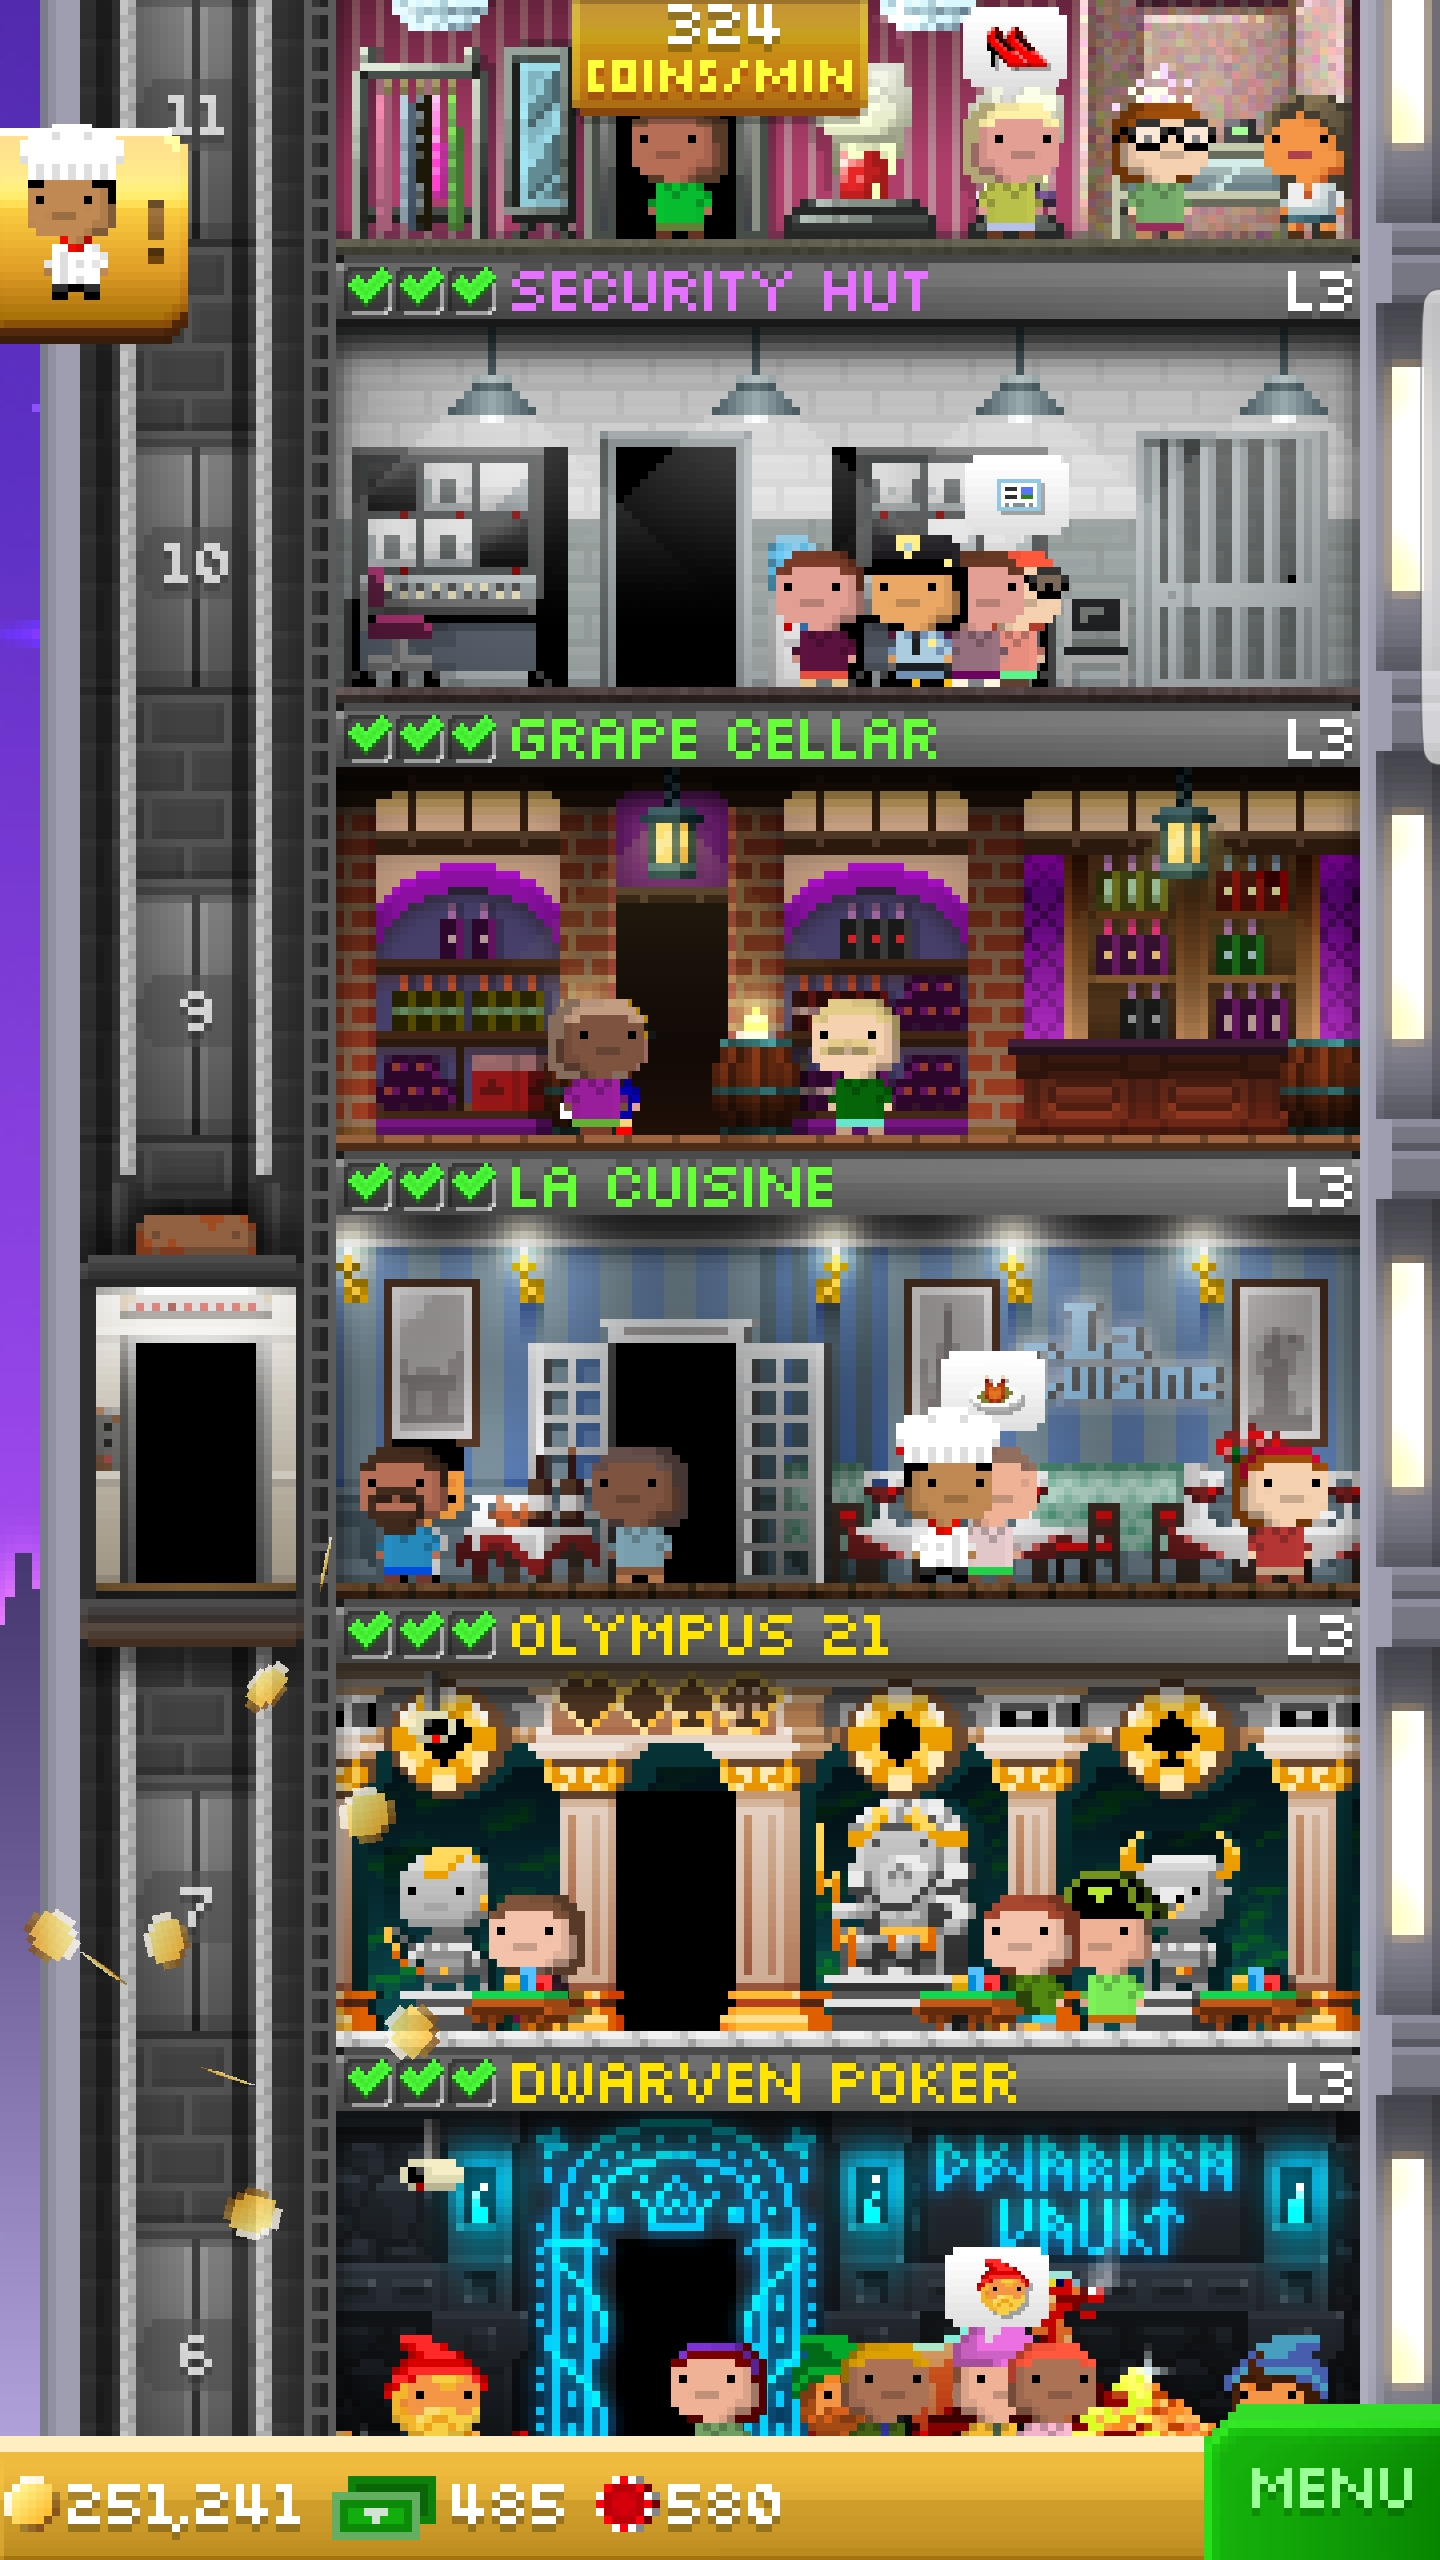 324
COINS/MIN
11
!
SECURITY HUT L3
10
GRAPE CELLAR L3
9
LA CUISINE L3
La
Cuisine
OLYMPUS 21 L3
7
DWARVEN POKER L3
DWARVEN
VAULT
6
251,241 485 580
MENU